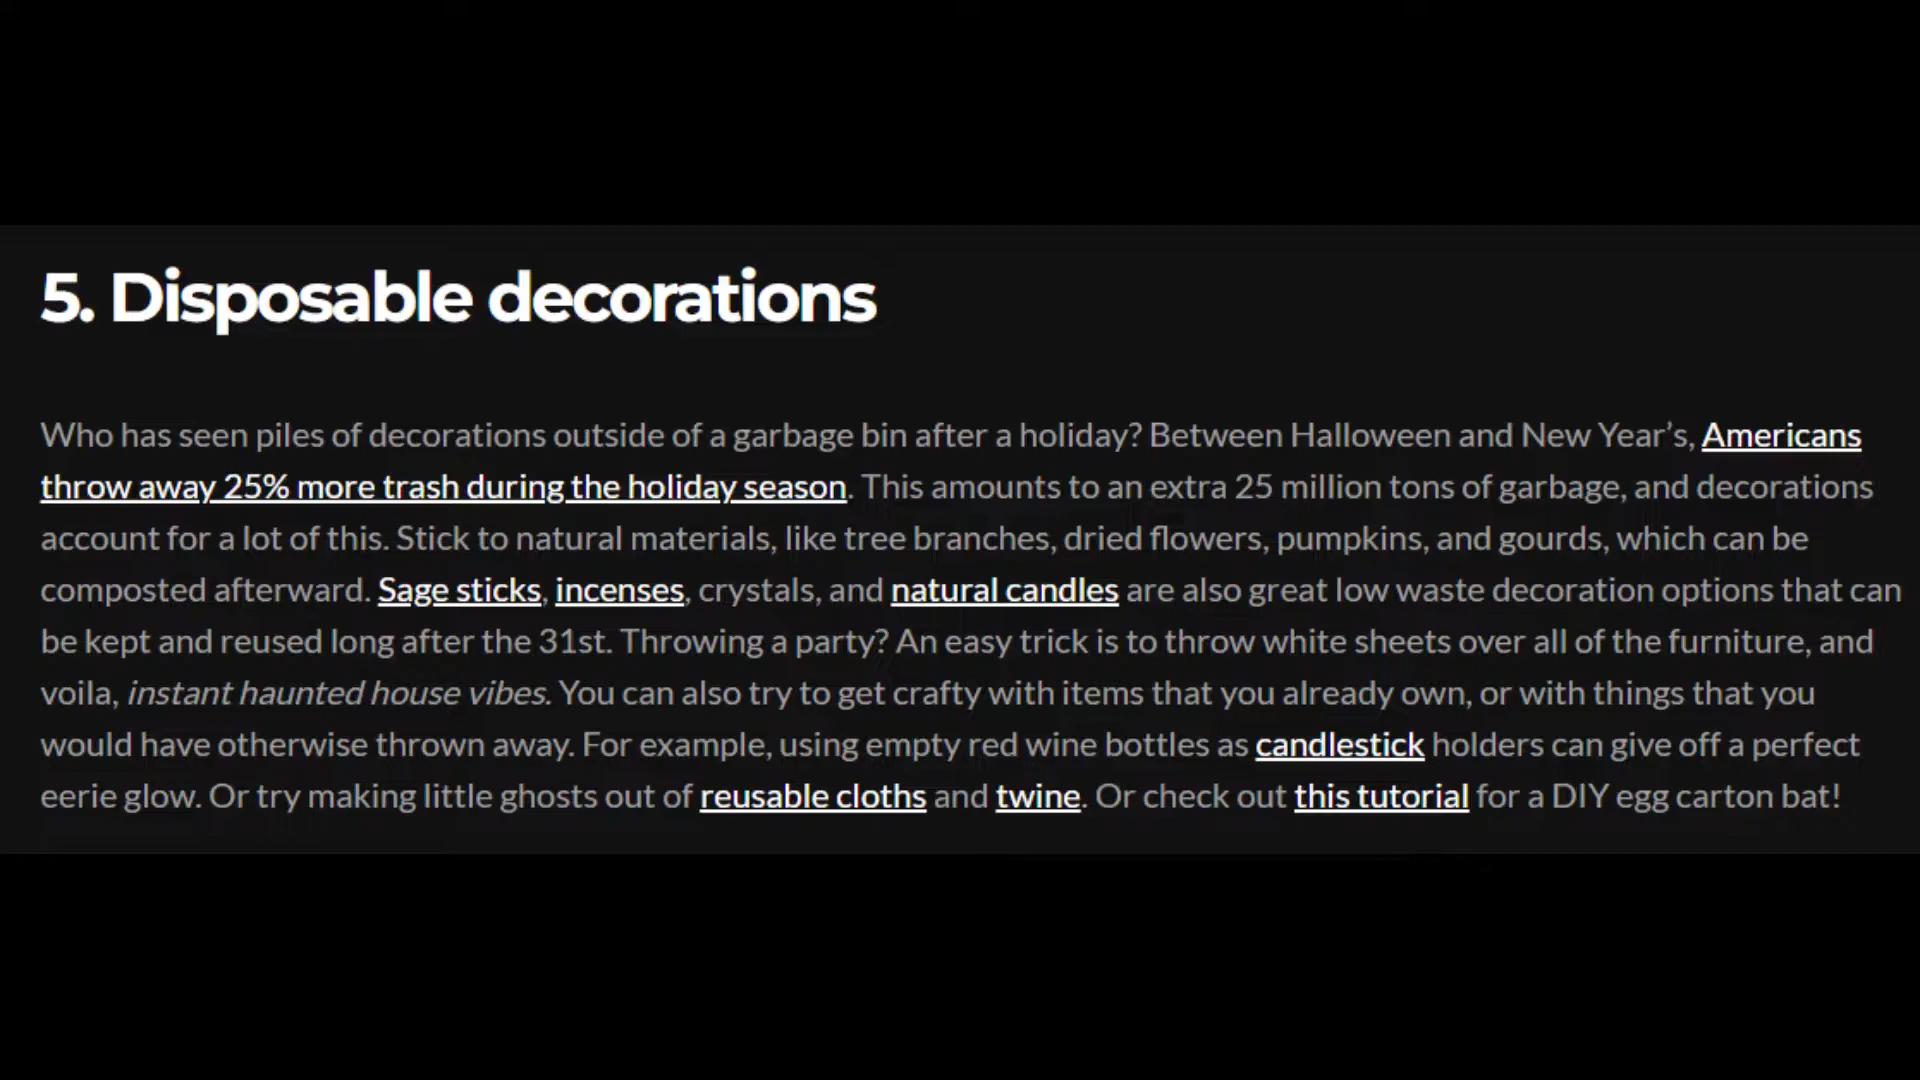 5. Disposable decorations
Who has seen piles of decorations outside of a garbage bin after a holiday? Between Halloween and New Year’s, Americans
throw away 25% more trash during the holiday season. This amounts to an extra 25 million tons of garbage, and decorations
account for a lot of this. Stick to natural materials, like tree branches, dried flowers, pumpkins, and gourds, which can be
composted afterward. Sage sticks, incenses, crystals, and natural candles are also great low waste decoration options that can
be kept and reused long after the 31st. Throwing a party? An easy trick is to throw white sheets over all of the furniture, and
voila, instant haunted house vibes. You can also try to get crafty with items that you already own, or with things that you
would have otherwise thrown away. For example, using empty red wine bottles as candlestick holders can give off a perfect
eerie glow. Or try making little ghosts out of reusable cloths and twine. Or check out this tutorial for a DIY egg carton bat!